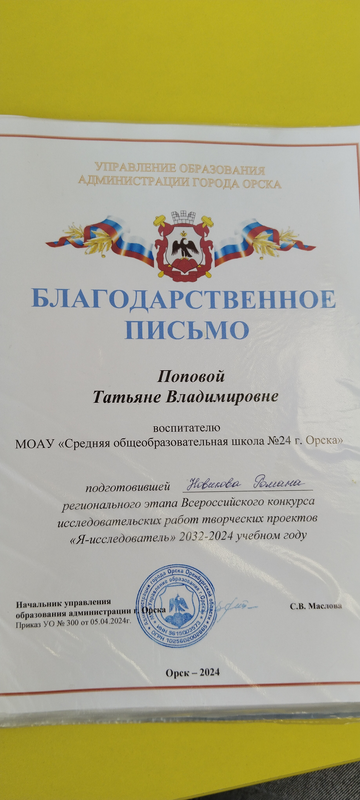 УПРАВЛЕНИЕ ОБРАЗОВАНИЯ
АДМИНИСТРАЦИИ ГОРОДА ОРСКА
БЛАГОДАРСТВЕННОЕ
ПИСЬМО
Поповой
Татьяне Владимировне
воспитателю
МОАУ «Средняя общеобразовательная школа №24 г. Орска»
подготовившей Новикова Романа
регионального этапа Всероссийского конкурса
исследовательских работ творческих проектов
«Я-исследователь» 2032-2024 учебном году
Начальник управления
образования администрации г. Орска
Приказ УО № 300 от 05.04.2024г.
С.В. Маслова
Орск – 2024